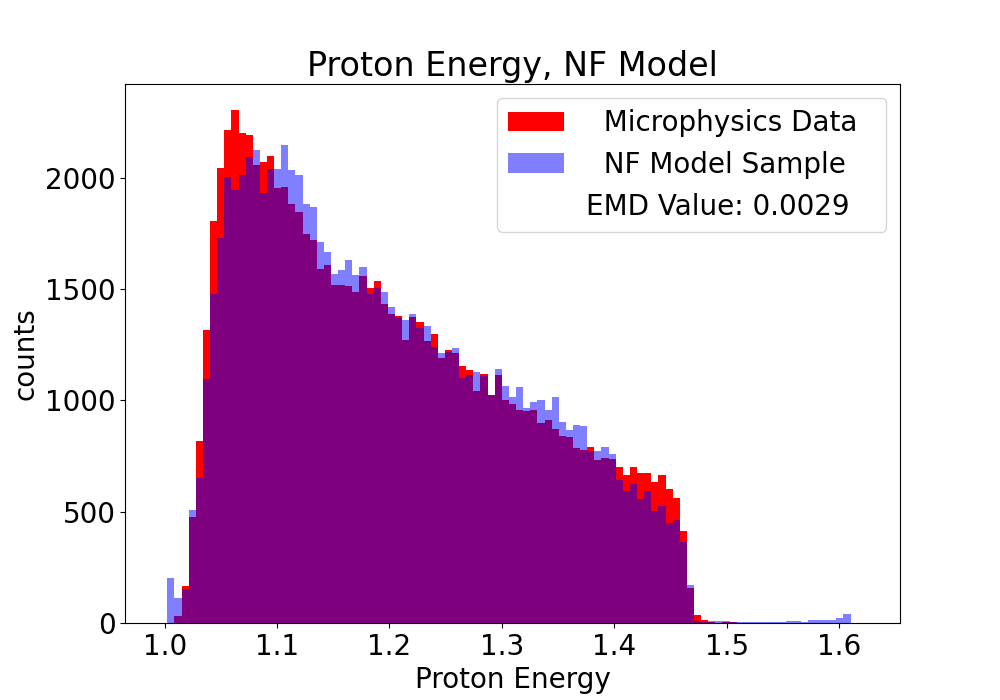 Proton Energy, NF Model
Microphysics Data
NF Model Sample
EMD Value: 0.0029
counts
2000
1500
1000
500
0
1.0 1.1 1.2 1.3 1.4 1.5 1.6
Proton Energy